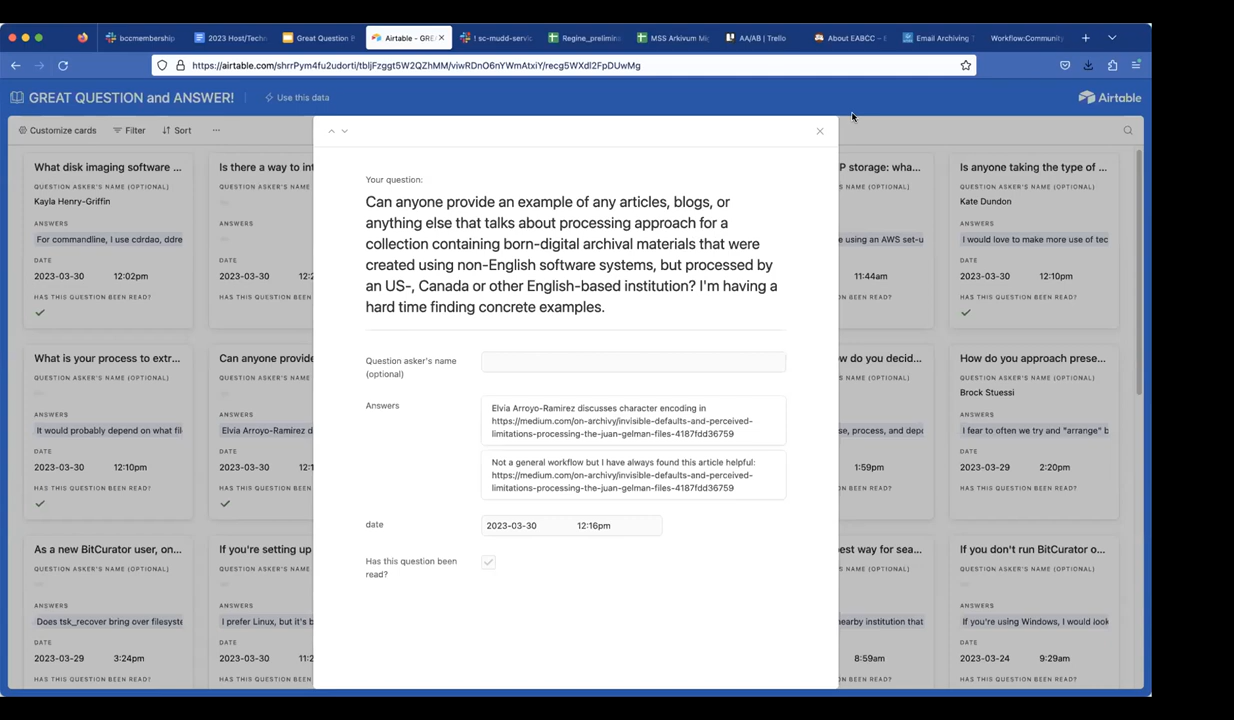 bccmembership
2023 Host/Tech
Great Question B
Airtable - GRE
! sc-mudd-servic
Regine_prelimin
MSS Arkivum Mi
AA/AB | Trello
About EABCC –
Email Archiving
Workflow:Community
https://airtable.com/shrrPym4fu2udorti/tbljFzggt5W2QZhMM/viwRDnO6nYWmAtxiY/recg5WXdl2FpDUwMg
GREAT QUESTION and ANSWER!
Use this data
Airtable
Customize cards
Filter
Sort
...
What disk imaging software ...
QUESTION ASKER'S NAME (OPTIONAL)
Kayla Henry-Griffin
ANSWERS
For commandline, I use cdrdao, ddre
DATE
2023-03-30 12:02pm
HAS THIS QUESTION BEEN READ?
Is there a way to int
QUESTION ASKER'S NAM
ANSWERS
DATE
2023-03-30 12:2
HAS THIS QUESTION BEE
Your question:
Can anyone provide an example of any articles, blogs, or
anything else that talks about processing approach for a
collection containing born-digital archival materials that were
created using non-English software systems, but processed by
an US-, Canada or other English-based institution? I'm having a
hard time finding concrete examples.
Question asker's name
(optional)
Answers
Elvia Arroyo-Ramirez discusses character encoding in
https://medium.com/on-archivy/invisible-defaults-and-perceived-
limitations-processing-the-juan-gelman-files-4187fdd36759
Not a general workflow but I have always found this article helpful:
https://medium.com/on-archivy/invisible-defaults-and-perceived-
limitations-processing-the-juan-gelman-files-4187fdd36759
date
2023-03-30 12:16pm
Has this question been
read?
P storage: wha...
ME (OPTIONAL)
e using an AWS set-u
11:44am
EN READ?
Is anyone taking the type of ...
QUESTION ASKER'S NAME (OPTIONAL)
Kate Dundon
ANSWERS
I would love to make more use of tec
DATE
2023-03-30 12:10pm
HAS THIS QUESTION BEEN READ?
What is your process to extr...
QUESTION ASKER'S NAME (OPTIONAL)
ANSWERS
It would probably depend on what fil
DATE
2023-03-30 12:10pm
HAS THIS QUESTION BEEN READ?
Can anyone provide
QUESTION ASKER'S NAM
ANSWERS
Elvia Arroyo-Ramirez d
DATE
2023-03-30 12:1
HAS THIS QUESTION BEE
w do you decid...
ME (OPTIONAL)
se, process, and depo
1:59pm
EN READ?
How do you approach prese...
QUESTION ASKER'S NAME (OPTIONAL)
Brock Stuessi
ANSWERS
I fear to often we try and "arrange" b
DATE
2023-03-29 2:20pm
HAS THIS QUESTION BEEN READ?
As a new BitCurator user, on...
QUESTION ASKER'S NAME (OPTIONAL)
ANSWERS
Does tsk_recover bring over filesyste
DATE
2023-03-29 3:24pm
HAS THIS QUESTION BEEN READ?
If you're setting up
QUESTION ASKER'S NAM
ANSWERS
I prefer Linux, but it's b
DATE
2023-03-30 11:2
HAS THIS QUESTION BEE
est way for sea...
ME (OPTIONAL)
nearby institution that
8:59am
EN READ?
If you don't run BitCurator o...
QUESTION ASKER'S NAME (OPTIONAL)
ANSWERS
If you're using Windows, I would look
DATE
2023-03-24 9:29am
HAS THIS QUESTION BEEN READ?